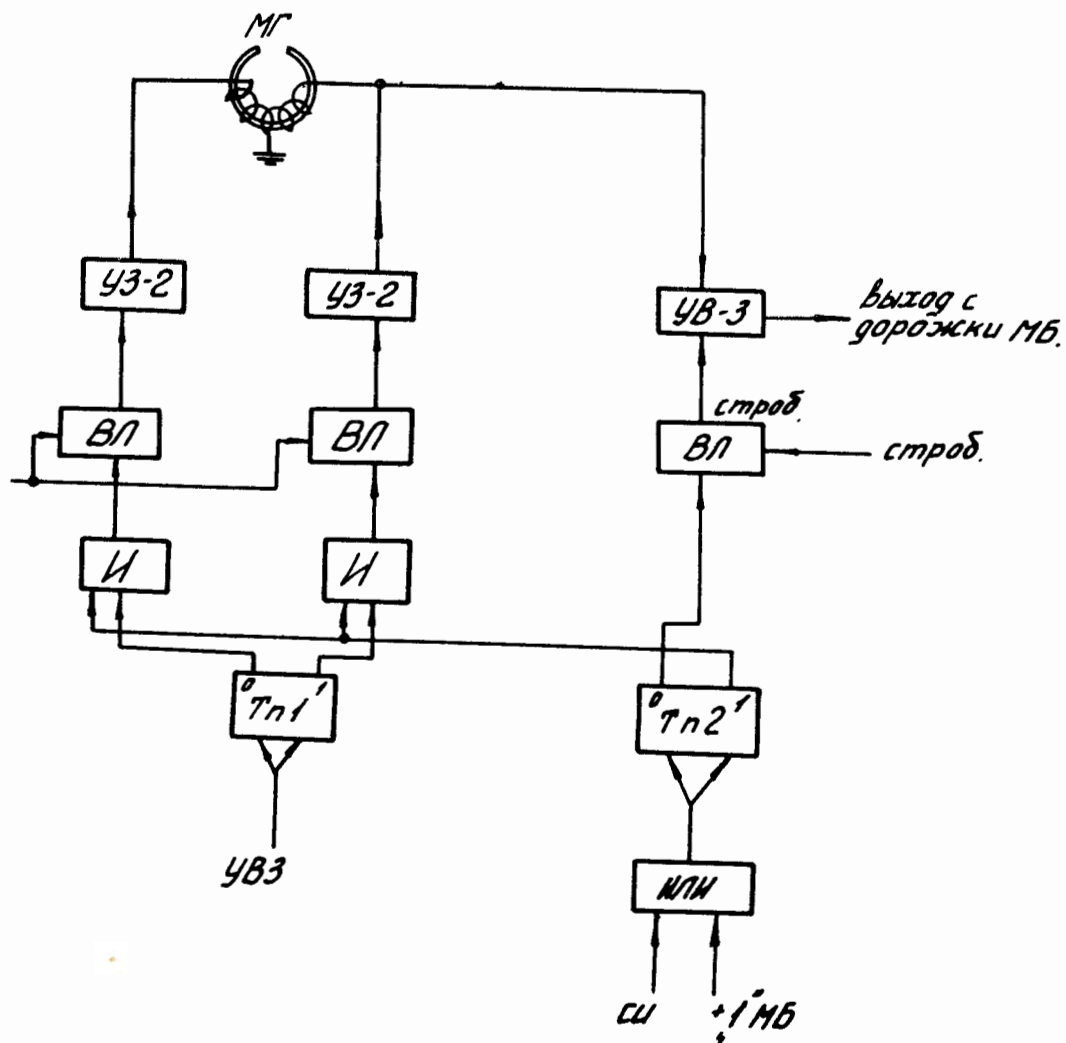 МГ
УЗ-2
УЗ-2
УВ-3
выход с
дорожки МБ.
строб.
ВЛ
ВЛ
ВЛ
строб.
И
И
0 Тп1 1
0 Тп2 1
УВЗ
ИЛИ
СИ
"+1" МБ